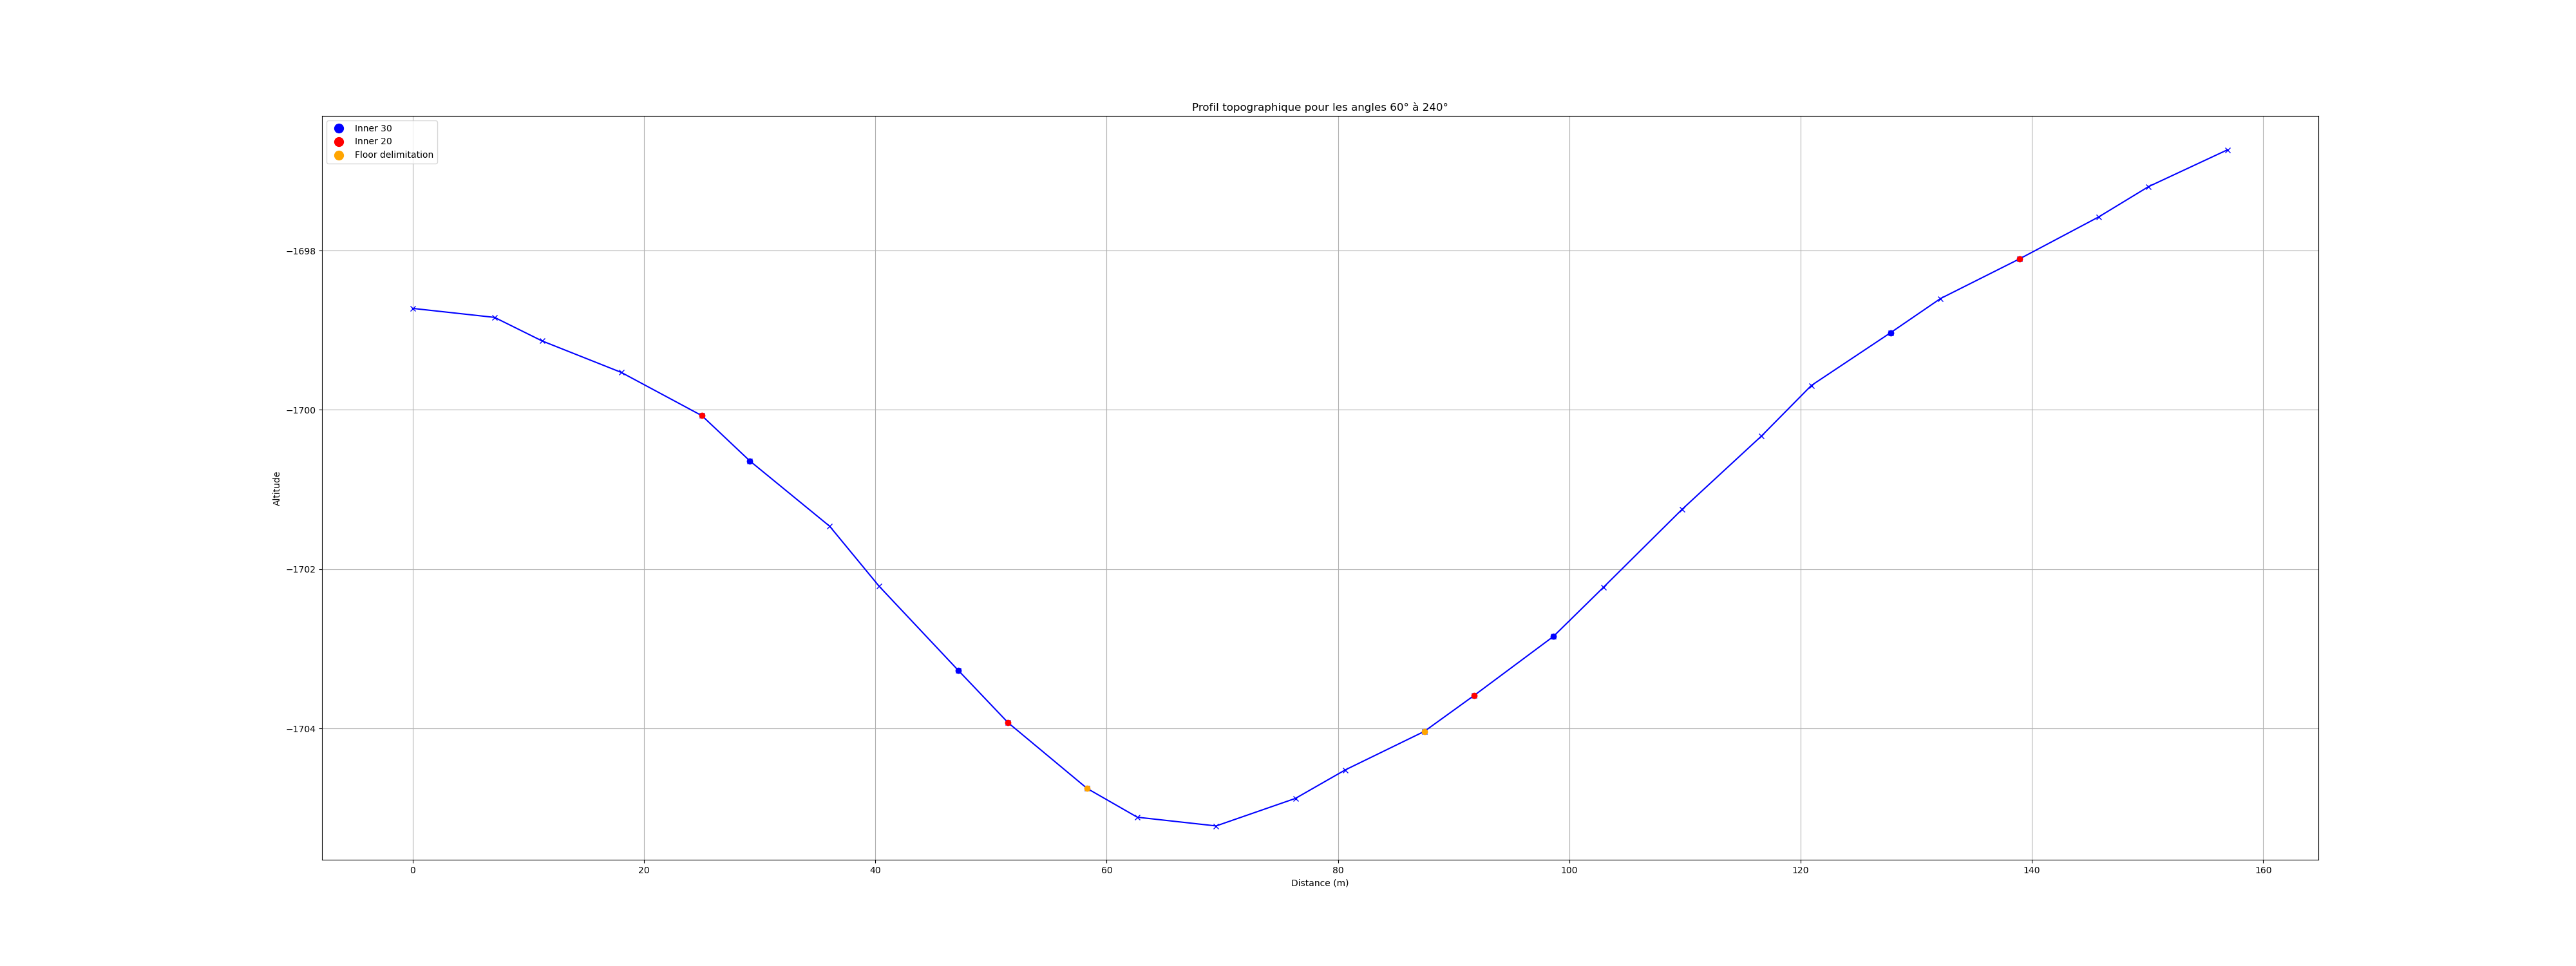 Profil topographique pour les angles 60° à 240°
Inner 30
Inner 20
Floor delimitation
Altitude
−1698
−1700
−1702
−1704
0 20 40 60 80 100 120 140 160
Distance (m)